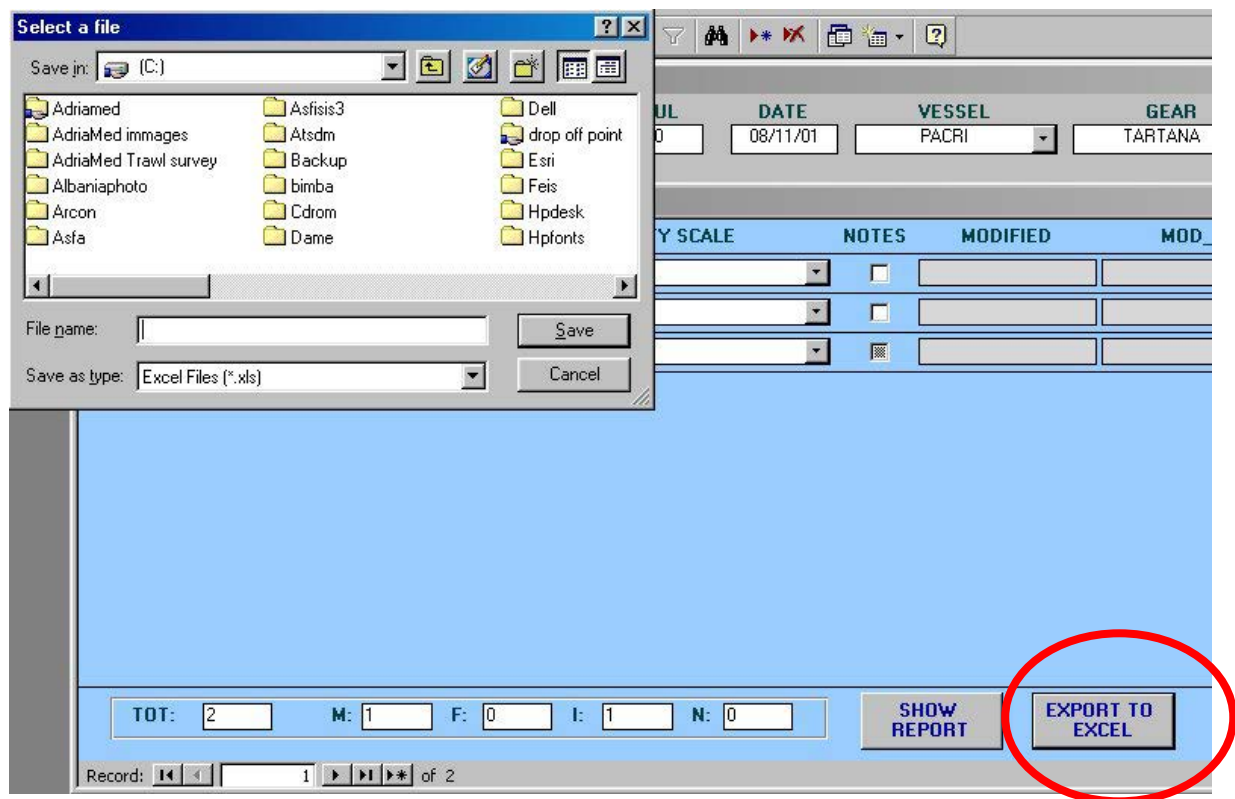 Select a file
Save in: (C:)
Adriamed Asfisis3 Dell
AdriaMed immages Atsdm drop off point
AdriaMed Trawl survey Backup Esri
Albaniaphoto bimba Feis
Arcon Cdrom Hpdesk
Asfa Dame Hpfonts
File name: Save
Save as type: Excel Files (*.xls) Cancel
UL DATE VESSEL GEAR
0 08/11/01 PACRI TARTANA
Y SCALE NOTES MODIFIED MOD_
TOT: 2 M: 1 F: 0 I: 1 N: 0
SHOW
REPORT
EXPORT TO
EXCEL
Record: 1 of 2